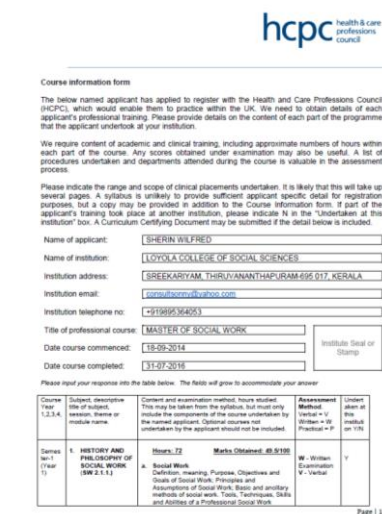 hcpc health & care
professions
council
Course information form
The below named applicant has applied to register with the Health and Care Professions Council
(HCPC), which would enable them to practice within the UK. We need to obtain details of each
applicant's professional training. Please provide details on the content of each part of the programme
that the applicant undertook at your institution.
We require content of academic and clinical training, including approximate numbers of hours within
each part of the course. Any scores obtained under examination may also be useful. A list of
procedures undertaken and departments attended during the course is valuable in the assessment
process.
Please indicate the range and scope of clinical placements undertaken. It is likely that this will take up
several pages. A syllabus is unlikely to provide sufficient applicant specific detail for registration
purposes, but a copy may be provided in addition to the Course Information form. If part of the
applicant's training took place at another institution, please indicate N in the "Undertaken at this
institution" box. A Curriculum Certifying Document may be submitted if the detail below is included.
Name of applicant: SHERIN WILFRED
Name of institution: LOYOLA COLLEGE OF SOCIAL SCIENCES
Institution address: SREEKARIYAM, THIRUVANANTHAPURAM-695 017, KERALA
Institution email: consultsonny@yahoo.com
Institution telephone no: +919895364053
Title of professional course: MASTER OF SOCIAL WORK
Date course commenced: 18-09-2014
Institute Seal or
Stamp
Date course completed: 31-07-2016
Please input your response into the table below. The fields will grow to accommodate your answer
Course
Year
1,2,3,4,
Subject, descriptive
title of subject,
session, theme or
module name.
Content and examination method, hours studied.
This may be taken from the syllabus, but must only
include the components of the course undertaken by
the named applicant. Optional courses not
undertaken by the applicant should not be included.
Assessment
Method.
Verbal = V
Written = W
Practical = P
Undert
aken at
this
instituti
on Y/N
Semes
ter-1
(Year
1)
1. HISTORY AND
PHILOSOPHY OF
SOCIAL WORK
(SW 2.1.1.)
Hours: 72 Marks Obtained: 49.5/100
a. Social Work
Definition, meaning, Purpose, Objectives and
Goals of Social Work; Principles and
Assumptions of Social Work; Basic and ancillary
methods of social work. Tools, Techniques, Skills
and Abilities of a Professional Social Work
W - Written
Examination
V - Verbal
Y
Page | 1